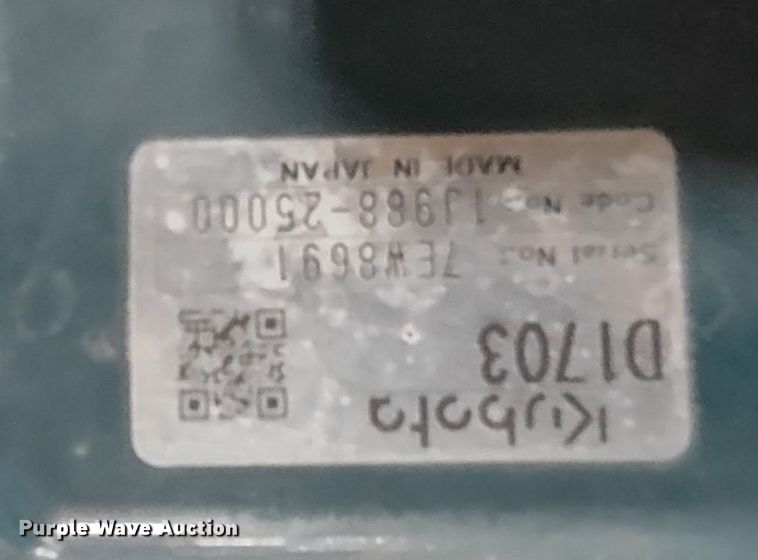 Kubota
D1703
Serial No.: 7EW8691
Code No.: 1J988-25000
MADE IN JAPAN
Purple Wave Auction